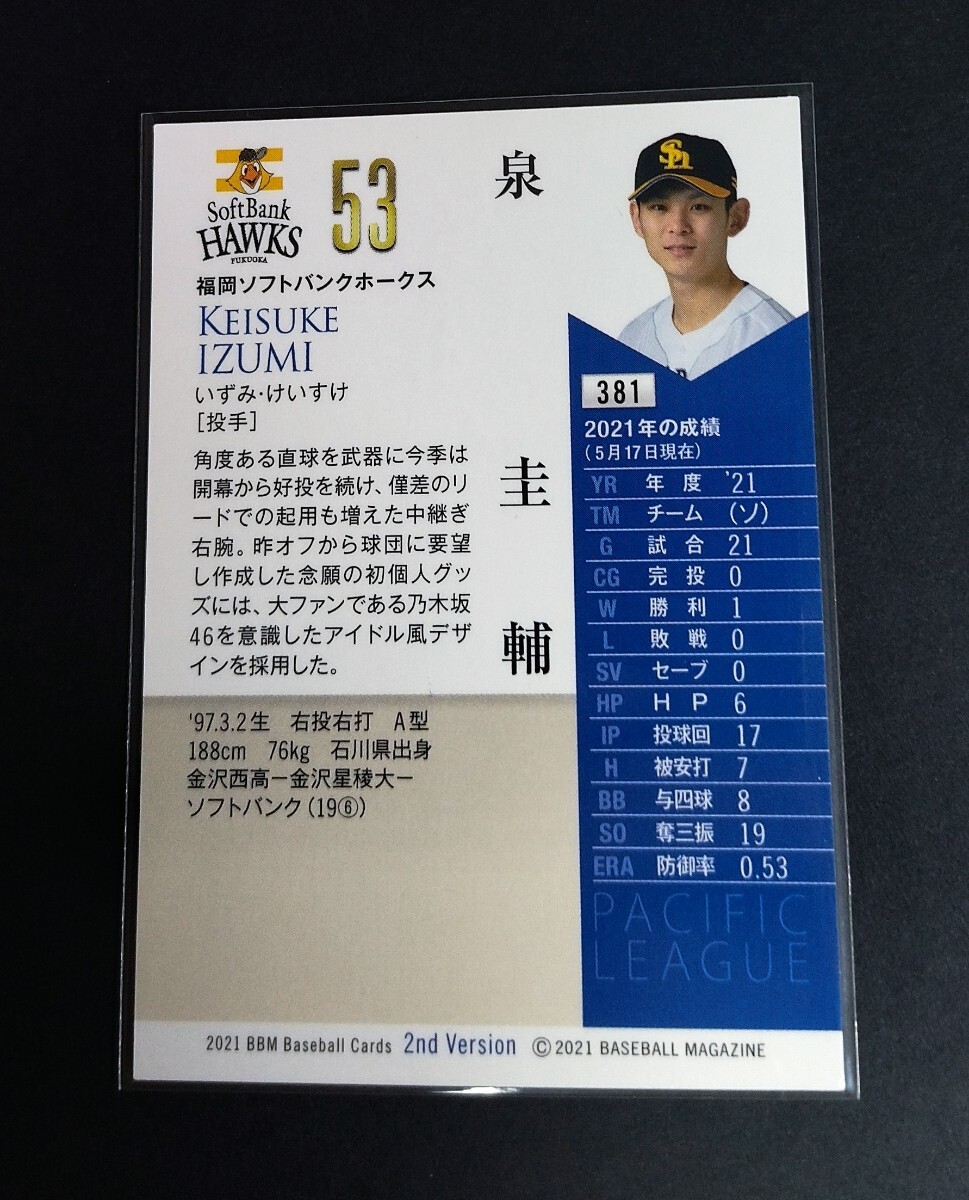 SoftBank
HAWKS
FUKUOKA
53
福岡ソフトバンクホークス
KEISUKE
IZUMI
いずみ・けいすけ
[投手]
角度ある直球を武器に今季は
開幕から好投を続け、僅差のリ
ードでの起用も増えた中継ぎ
右腕。昨オフから球団に要望
し作成した念願の初個人グッ
ズには、大ファンである乃木坂
46を意識したアイドル風デザ
インを採用した。
'97.3.2生 右投右打 A型
188cm 76kg 石川県出身
金沢西高ー金沢星稜大ー
ソフトバンク(19⑥)
泉
圭
輔
Sh
381
2021年の成績
(5月17日現在)
YR 年度 '21
TM チーム (ソ)
G 試合 21
CG 完投 0
W 勝利 1
L 敗戦 0
SV セーブ 0
HP HP 6
IP 投球回 17
H 被安打 7
BB 与四球 8
SO 奪三振 19
ERA 防御率 0.53
PACIFIC
LEAGUE
2021 BBM Baseball Cards 2nd Version ©2021 BASEBALL MAGAZINE